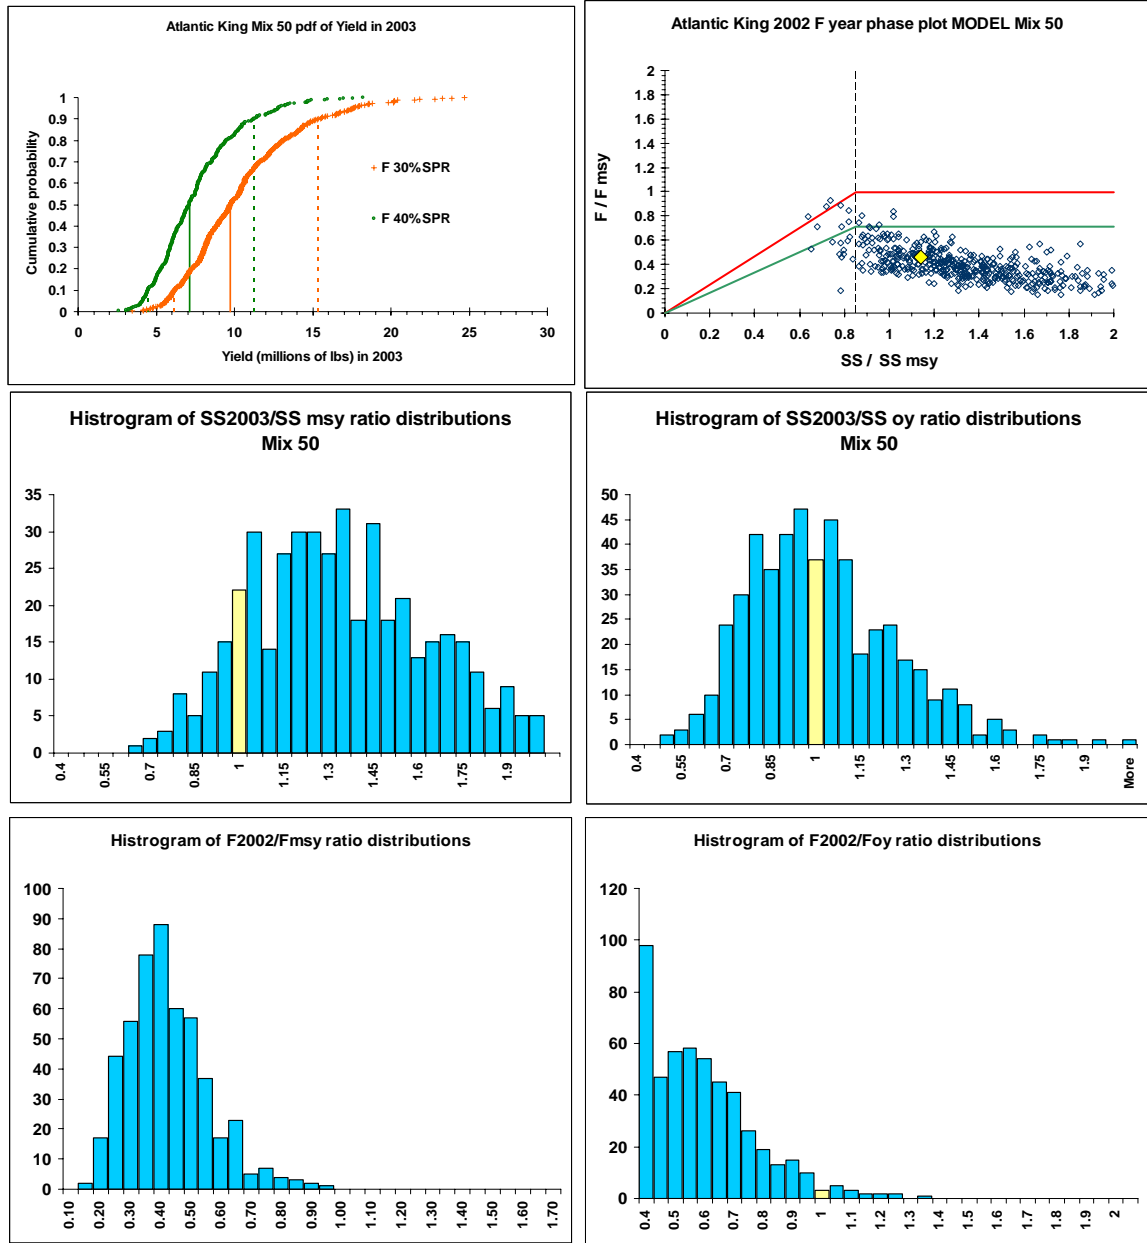 Atlantic King Mix 50 pdf of Yield in 2003
Cumulative probability
1
0.9
0.8
0.7
0.6
0.5
0.4
0.3
0.2
0.1
0
F 30%SPR
F 40%SPR
0 5 10 15 20 25 30
Yield (millions of lbs) in 2003
Atlantic King 2002 F year phase plot MODEL Mix 50
F / F msy
2
1.8
1.6
1.4
1.2
1
0.8
0.6
0.4
0.2
0
0 0.2 0.4 0.6 0.8 1 1.2 1.4 1.6 1.8 2
SS / SS msy
Histrogram of SS2003/SS msy ratio distributions
Mix 50
35
30
25
20
15
10
5
0
0.4 0.55 0.7 0.85 1 1.15 1.3 1.45 1.6 1.75 1.9
Histrogram of SS2003/SS oy ratio distributions
Mix 50
50
45
40
35
30
25
20
15
10
5
0
0.4 0.55 0.7 0.85 1 1.15 1.3 1.45 1.6 1.75 1.9 More
Histrogram of F2002/Fmsy ratio distributions
100
90
80
70
60
50
40
30
20
10
0
0.10 0.20 0.30 0.40 0.50 0.60 0.70 0.80 0.90 1.00 1.10 1.20 1.30 1.40 1.50 1.60 1.70
Histrogram of F2002/Foy ratio distributions
120
100
80
60
40
20
0
0.4 0.5 0.6 0.7 0.8 0.9 1 1.1 1.2 1.3 1.4 1.5 1.6 1.7 1.8 1.9 2